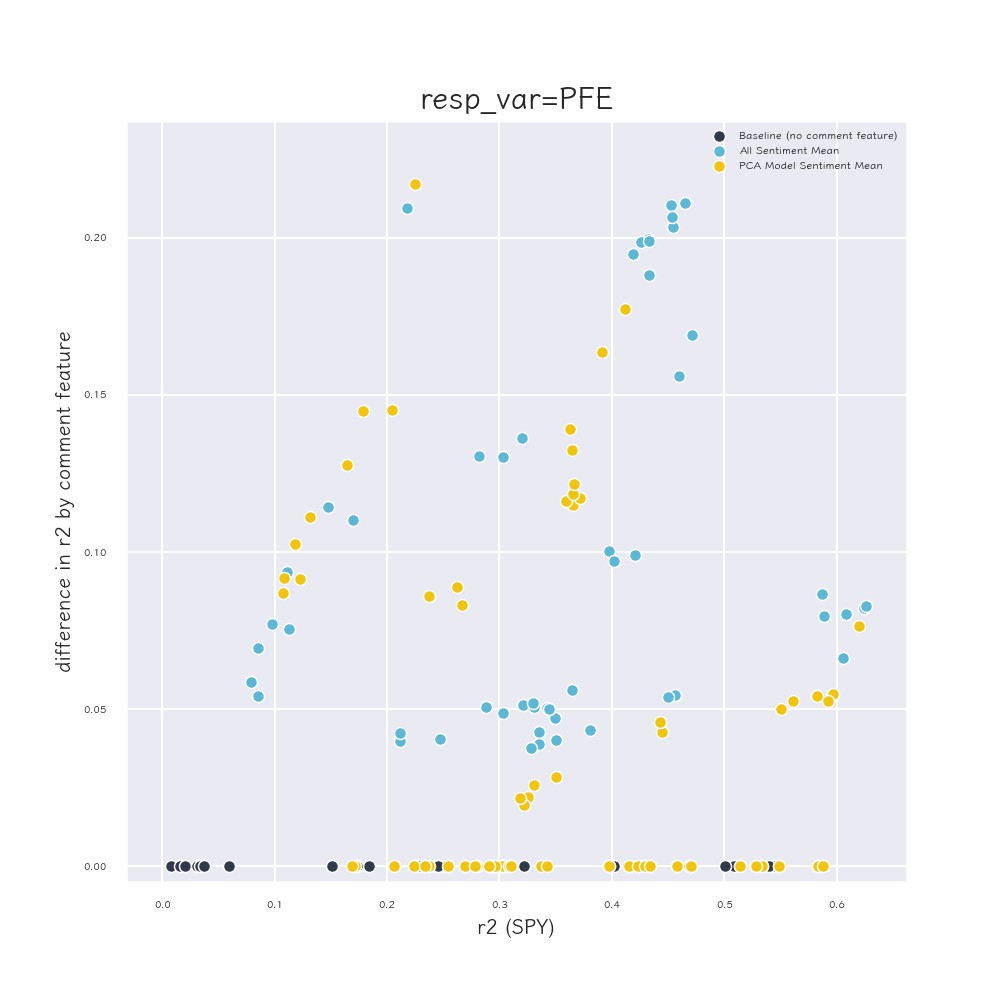 resp_var=PFE
Baseline (no comment feature)
All Sentiment Mean
PCA Model Sentiment Mean
difference in r2 by comment feature
0.20
0.15
0.10
0.05
0.00
0.0 0.1 0.2 0.3 0.4 0.5 0.6
r2 (SPY)